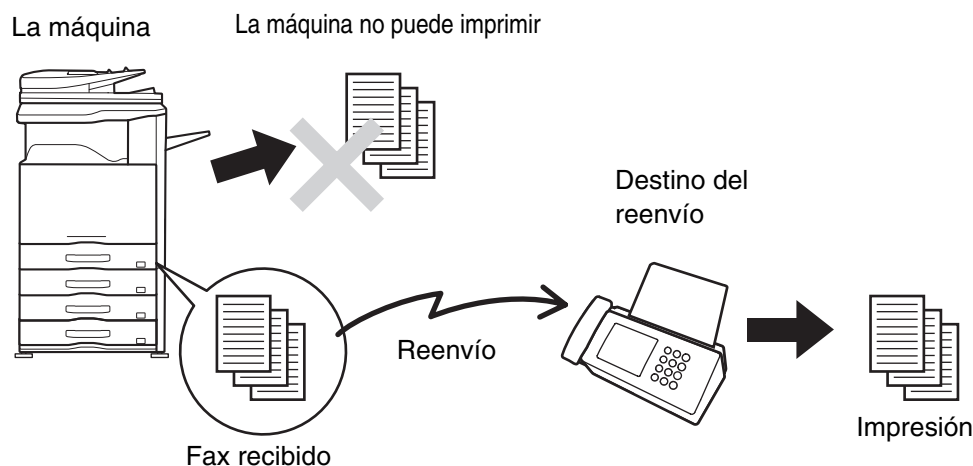 La máquina
La máquina no puede imprimir
Destino del
reenvío
Reenvío
Impresión
Fax recibido